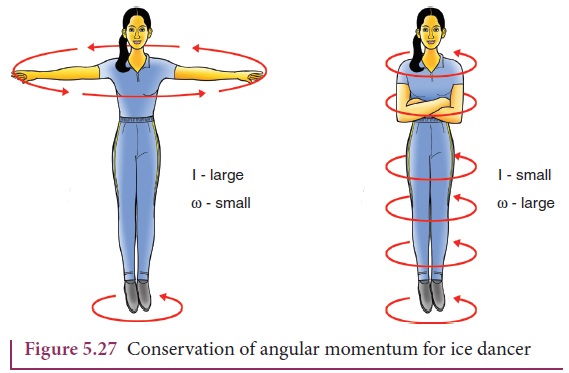 I - large
ω - small
I - small
ω - large
Figure 5.27 Conservation of angular momentum for ice dancer